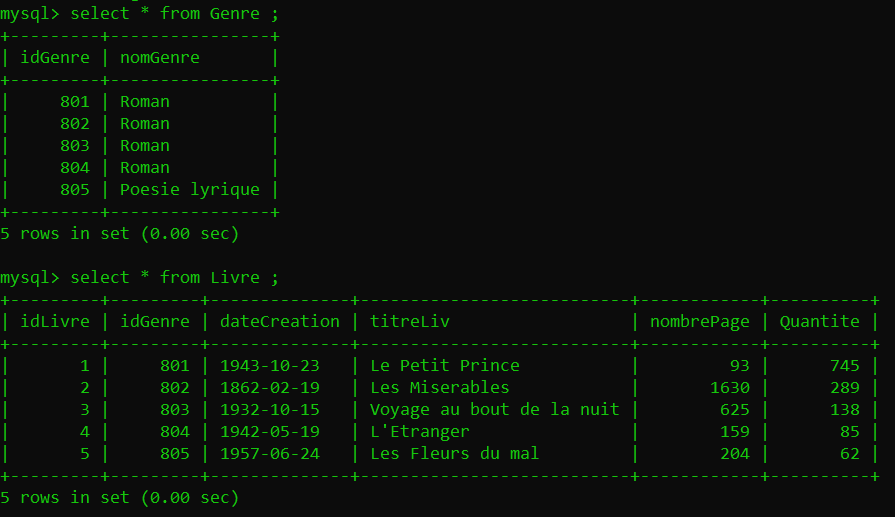 mysql> select * from Genre ;
+---------+----------------+
| idGenre | nomGenre       |
+---------+----------------+
|     801 | Roman          |
|     802 | Roman          |
|     803 | Roman          |
|     804 | Roman          |
|     805 | Poesie lyrique |
+---------+----------------+
5 rows in set (0.00 sec)
mysql> select * from Livre ;
+---------+---------+--------------+---------------------------+------------+----------+
| idLivre | idGenre | dateCreation | titreLiv                  | nombrePage | Quantite |
+---------+---------+--------------+---------------------------+------------+----------+
|       1 |     801 | 1943-10-23   | Le Petit Prince           |         93 |      745 |
|       2 |     802 | 1862-02-19   | Les Miserables            |       1630 |      289 |
|       3 |     803 | 1932-10-15   | Voyage au bout de la nuit |        625 |      138 |
|       4 |     804 | 1942-05-19   | L'Etranger                |        159 |       85 |
|       5 |     805 | 1957-06-24   | Les Fleurs du mal         |        204 |       62 |
+---------+---------+--------------+---------------------------+------------+----------+
5 rows in set (0.00 sec)